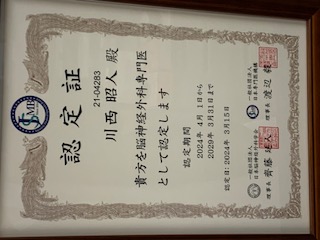 認定証
21-04283
川西昭人 殿
貴方を脳神経外科専門医
として認定します
認定期間
2024年 4月 1日から
2029年 3月31日まで
認定日:2024年 3月15日
一般社団法人
日本専門医機構
理事長 渡辺
一般社団法人
日本脳神経外科学会
理事長 齊藤